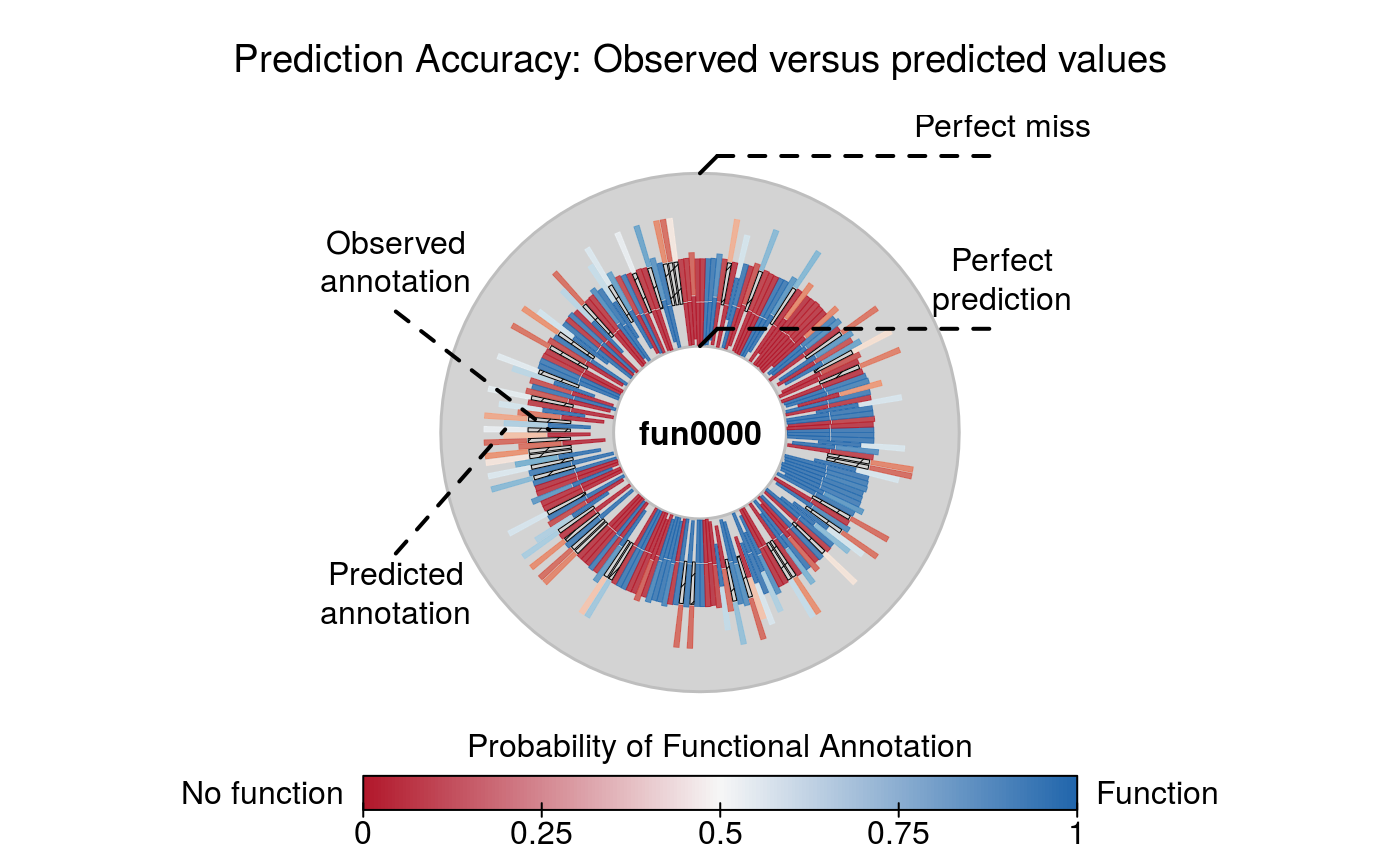 Prediction Accuracy: Observed versus predicted values
Perfect miss
Observed
annotation
Perfect
prediction
fun0000
Predicted
annotation
Probability of Functional Annotation
No function
Function
0 0.25 0.5 0.75 1